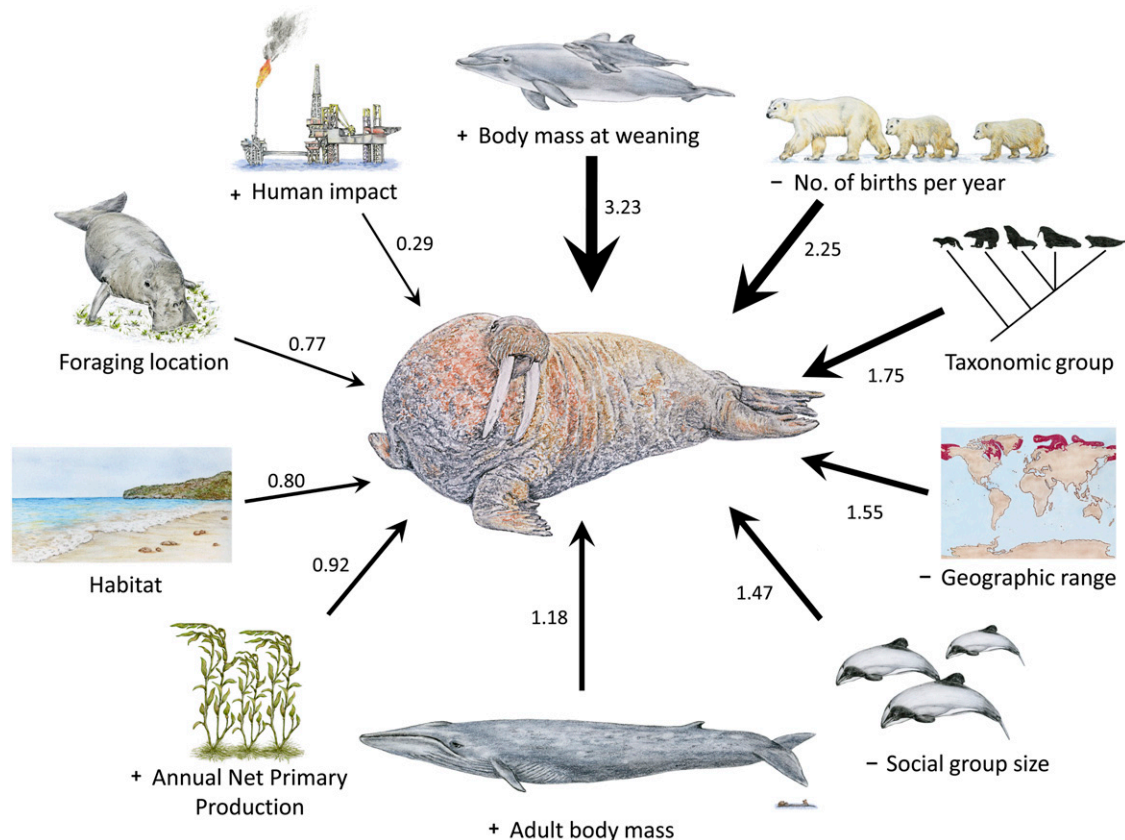 + Body mass at weaning
3.23
− No. of births per year
2.25
+ Human impact
0.29
Taxonomic group
1.75
Foraging location
0.77
Habitat
0.80
− Geographic range
1.55
+ Annual Net Primary
Production
0.92
1.18
+ Adult body mass
1.47
− Social group size